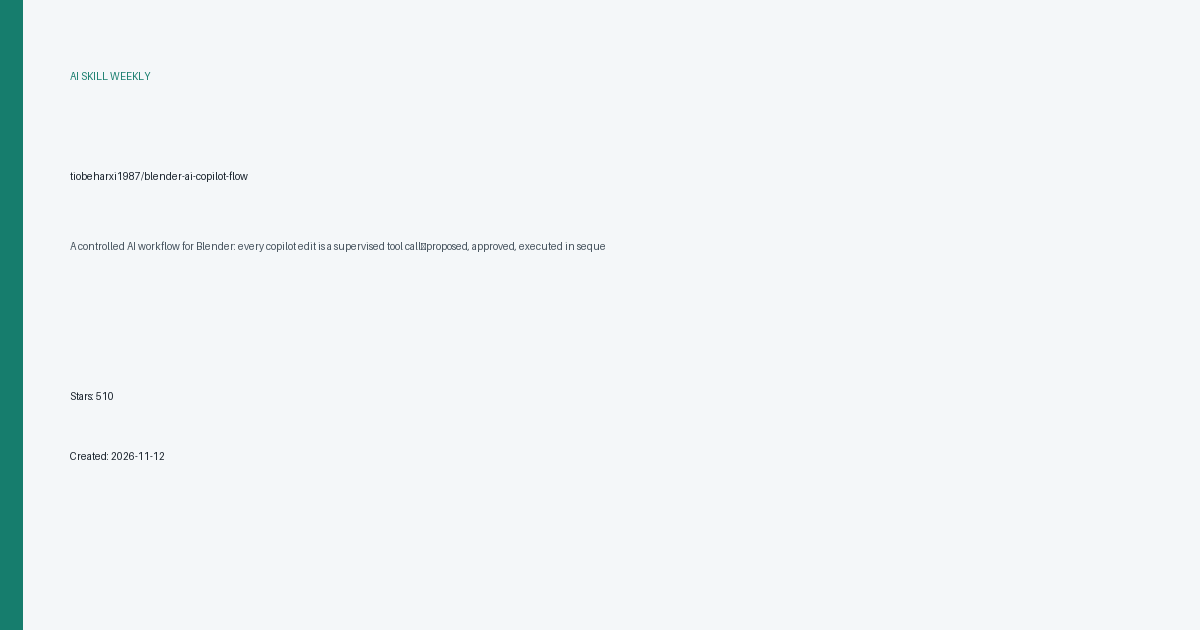 AI SKILL WEEKLY
tiobeharxi1987/blender-ai-copilot-flow
A controlled AI workflow for Blender: every copilot edit is a supervised tool call▯proposed, approved, executed in seque
Stars: 510
Created: 2026-11-12